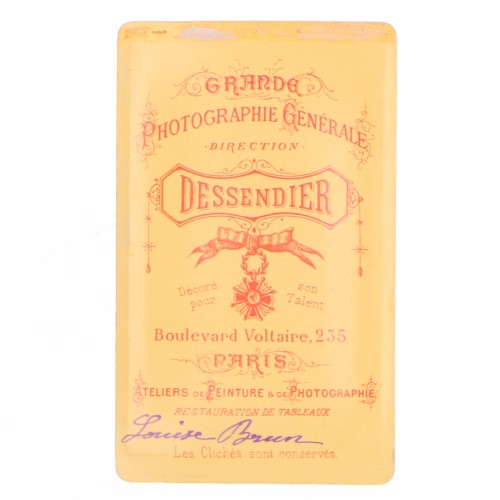 GRANDE
PHOTOGRAPHIE GÉNÉRALE
DIRECTION
DESSENDIER
Décoré son
pour Talent
Boulevard Voltaire, 235
PARIS
ATELIERS DE PEINTURE & DE PHOTOGRAPHIE
RESTAURATION DE TABLEAUX
Louise Brun
Les Clichés sont conservés.